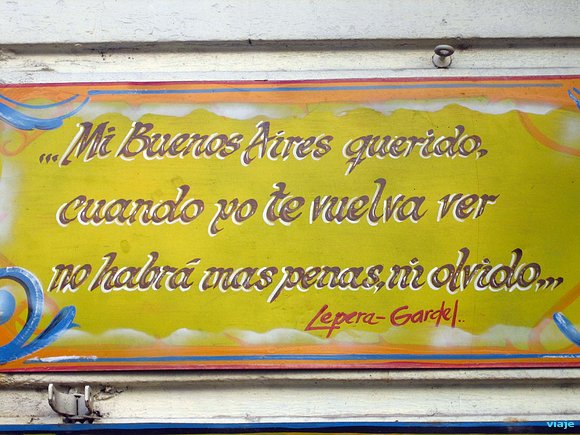 ...Mi Buenos Aires querido,
cuando yo te vuelva ver
no habrá mas penas, ni olvido...
Lepera-Gardel..
viaje